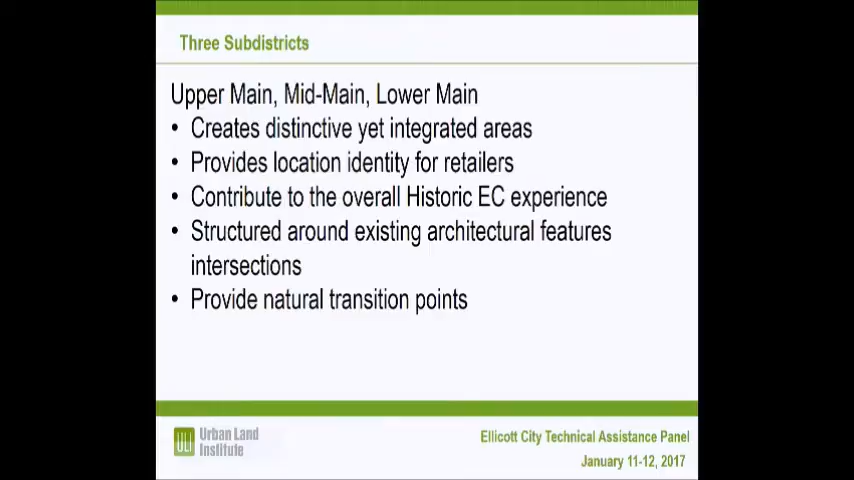 Three Subdistricts
Upper Main, Mid-Main, Lower Main
• Creates distinctive yet integrated areas
• Provides location identity for retailers
• Contribute to the overall Historic EC experience
• Structured around existing architectural features
intersections
• Provide natural transition points
ULI
Urban Land
Institute
Ellicott City Technical Assistance Panel
January 11-12, 2017